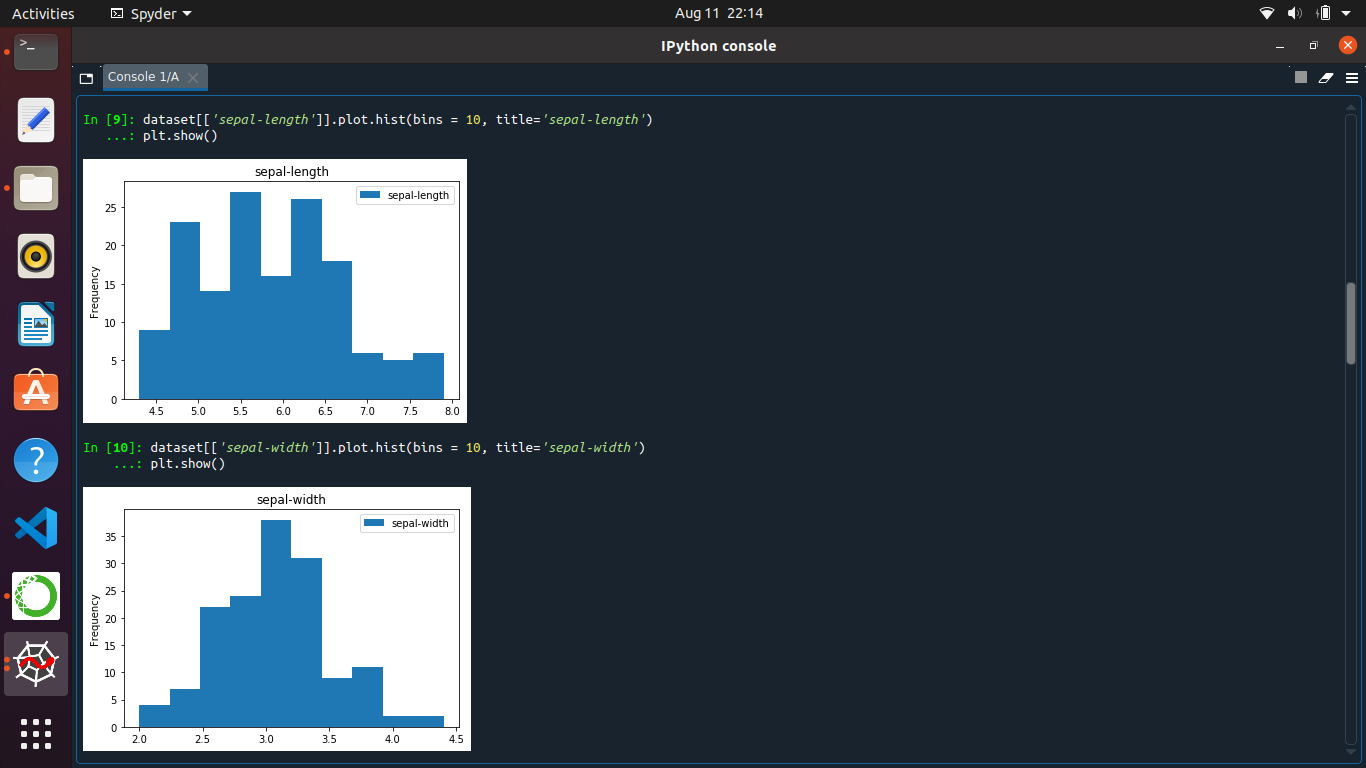 Activities Spyder Aug 11 22:14
IPython console
Console 1/A
In [9]: dataset[['sepal-length']].plot.hist(bins = 10, title='sepal-length')
...: plt.show()
sepal-length
sepal-length
Frequency
25
20
15
10
5
0
4.5 5.0 5.5 6.0 6.5 7.0 7.5 8.0
In [10]: dataset[['sepal-width']].plot.hist(bins = 10, title='sepal-width')
...: plt.show()
sepal-width
sepal-width
Frequency
35
30
25
20
15
10
5
0
2.0 2.5 3.0 3.5 4.0 4.5